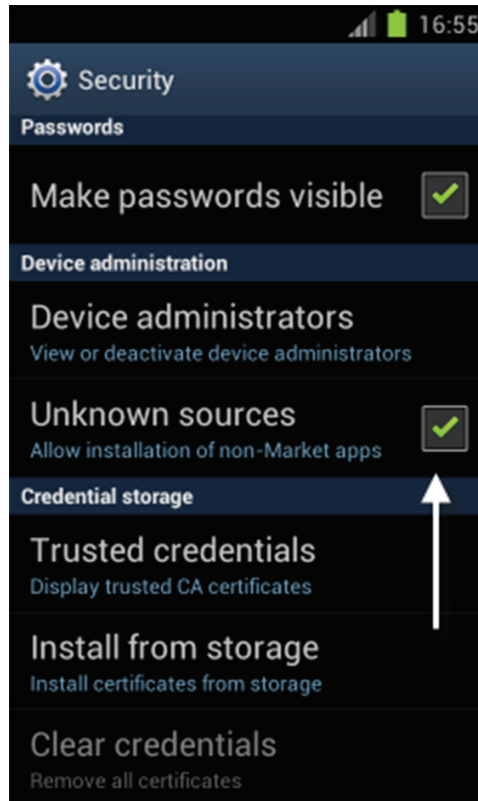 16:55
Security
Passwords
Make passwords visible
Device administration
Device administrators
View or deactivate device administrators
Unknown sources
Allow installation of non-Market apps
Credential storage
Trusted credentials
Display trusted CA certificates
Install from storage
Install certificates from storage
Clear credentials
Remove all certificates